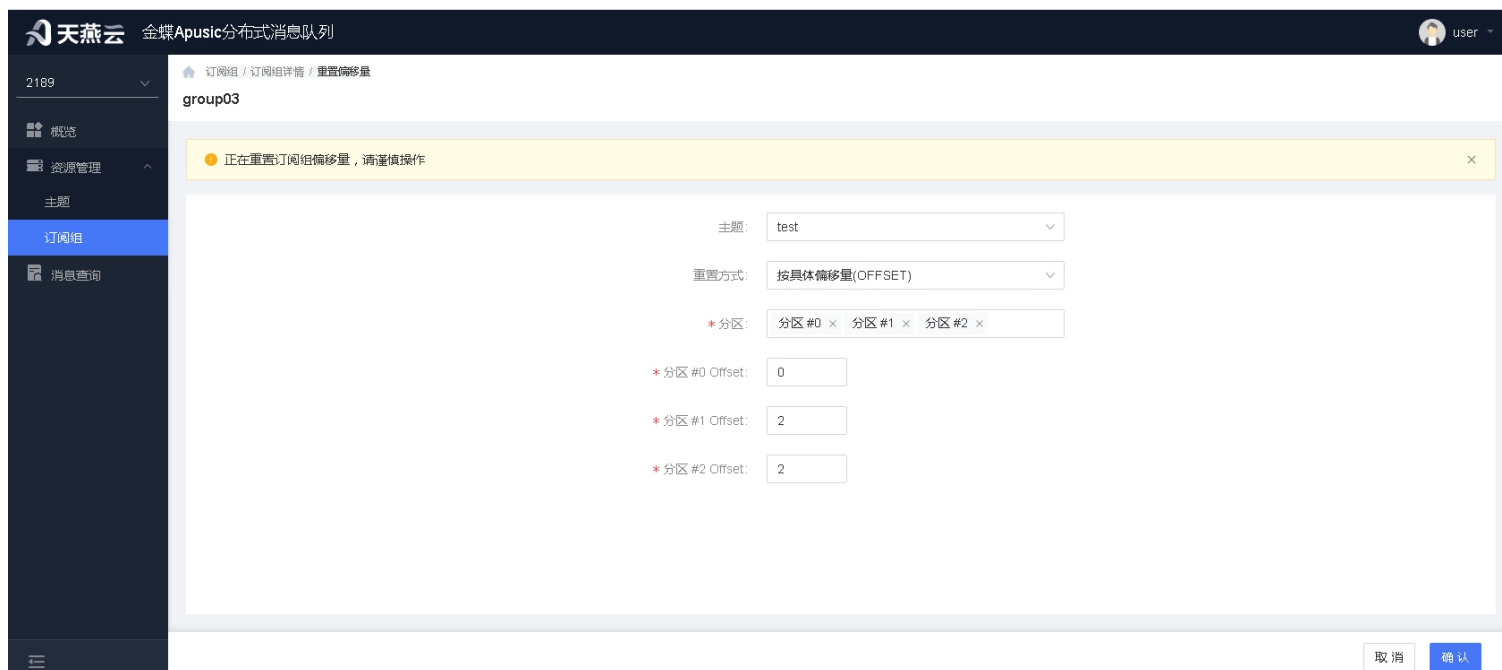 天燕云 金蝶Apusic分布式消息队列
user
2189
订阅组 / 订阅组详情 / 重置偏移量
group03
概览
资源管理
主题
订阅组
消息查询
正在重置订阅组偏移量，请谨慎操作
主题: test
重置方式: 按具体偏移量(OFFSET)
* 分区: 分区 #0 × 分区 #1 × 分区 #2 ×
* 分区 #0 Offset: 0
* 分区 #1 Offset: 2
* 分区 #2 Offset: 2
取 消 确 认